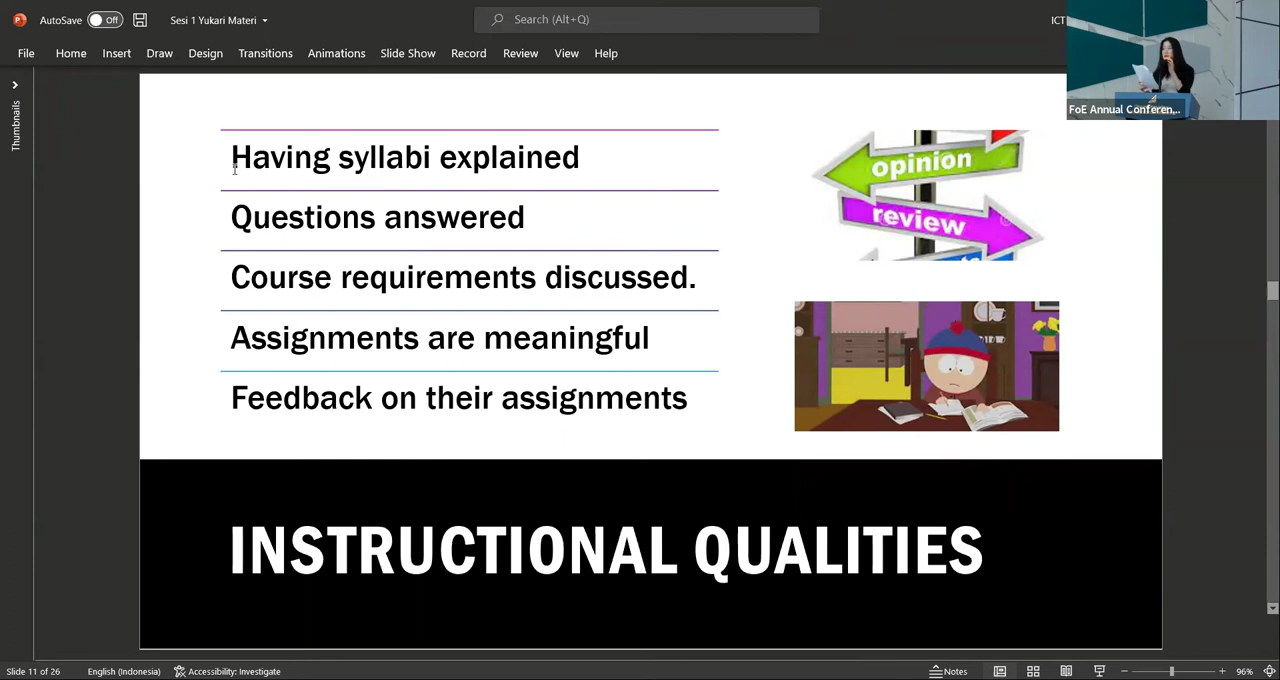 AutoSave Off Sesi 1 Yukari Materi Search (Alt+Q) ICT
File Home Insert Draw Design Transitions Animations Slide Show Record Review View Help
FoE Annual Conferen...
Thumbnails
Having syllabi explained
Questions answered
Course requirements discussed.
Assignments are meaningful
Feedback on their assignments
opinion
review
INSTRUCTIONAL QUALITIES
Slide 11 of 26 English (Indonesia) Accessibility: Investigate Notes 96%